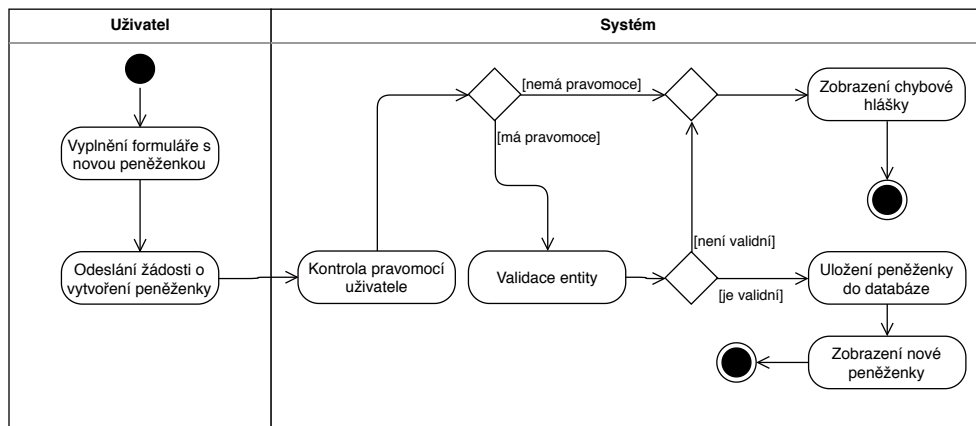 Uživatel
Systém
Vyplnění formuláře s
novou peněženkou
Odeslání žádosti o
vytvoření peněženky
Kontrola pravomocí
uživatele
[nemá pravomoce]
[má pravomoce]
Zobrazení chybové
hlášky
Validace entity
[není validní]
[je validní]
Uložení peněženky
do databáze
Zobrazení nové
peněženky